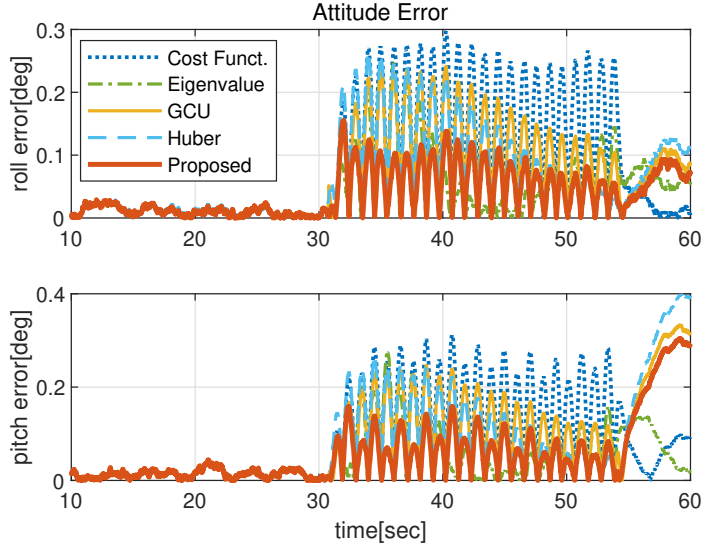 Attitude Error
roll error[deg]
0.3
0.2
0.1
0
Cost Funct.
Eigenvalue
GCU
Huber
Proposed
10 20 30 40 50 60
pitch error[deg]
0.4
0.2
0
10 20 30 40 50 60
time[sec]